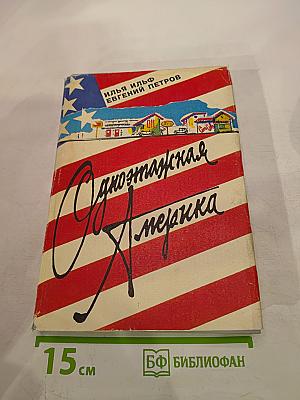 ИЛЬЯ ИЛЬФ
ЕВГЕНИЙ ПЕТРОВ
Одноэтажная
Америка
15 см
БФ БИБЛИОФАН